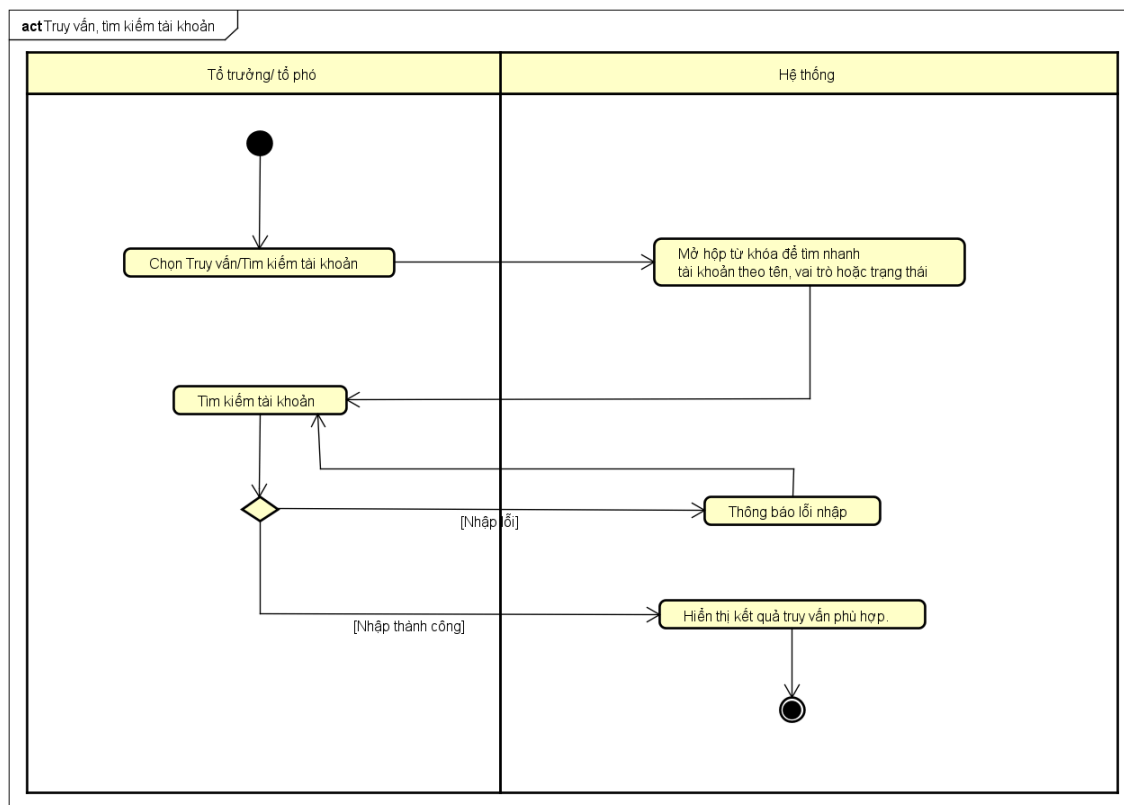 act Truy vấn, tìm kiếm tài khoản
Tổ trưởng/ tổ phó
Hệ thống
Chọn Truy vấn/Tìm kiếm tài khoản
Mở hộp từ khóa để tìm nhanh
tài khoản theo tên, vai trò hoặc trạng thái
Tìm kiếm tài khoản
[Nhập lỗi]
Thông báo lỗi nhập
[Nhập thành công]
Hiển thị kết quả truy vấn phù hợp.